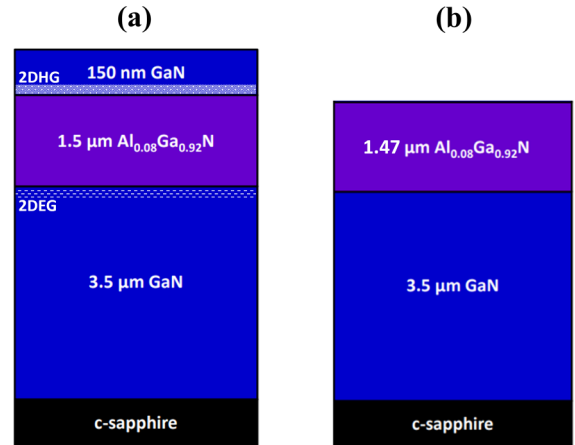 (a)
2DHG 150 nm GaN
1.5 μm Al₀.₀₈Ga₀.₉₂N
2DEG
3.5 μm GaN
c-sapphire
(b)
1.47 μm Al₀.₀₈Ga₀.₉₂N
3.5 μm GaN
c-sapphire